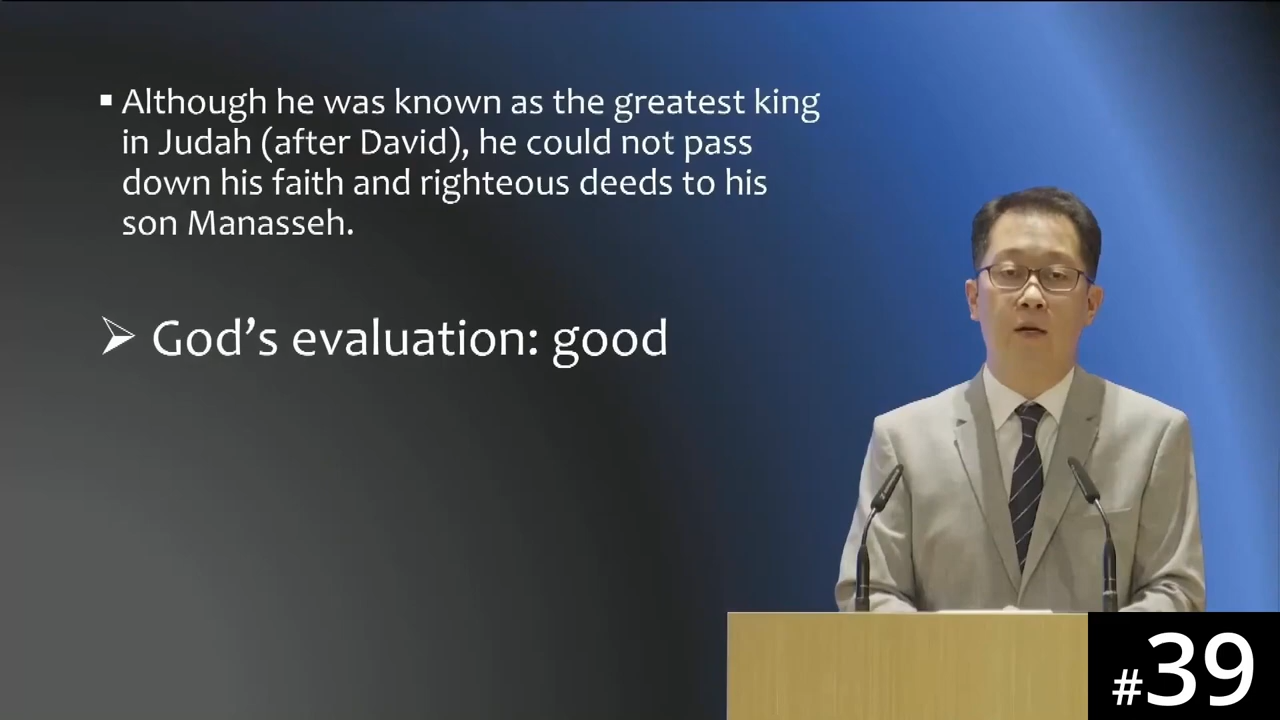 ▪ Although he was known as the greatest king
in Judah (after David), he could not pass
down his faith and righteous deeds to his
son Manasseh.
➢ God’s evaluation: good
#39